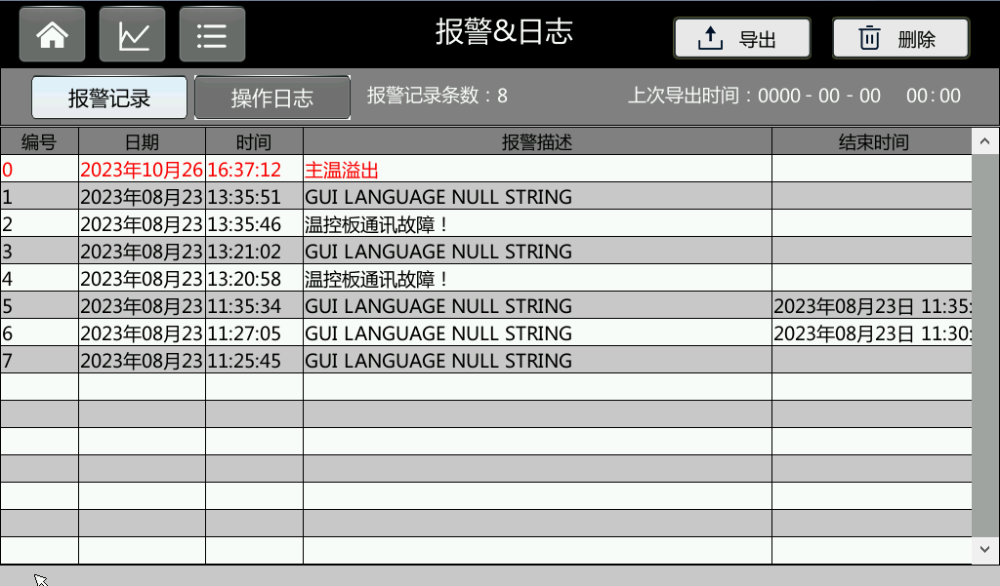 报警&日志
导出
删除
报警记录
操作日志
报警记录条数：8
上次导出时间：0000 - 00 - 00 00:00
编号 日期 时间 报警描述 结束时间
0 2023年10月26 16:37:12 主温溢出
1 2023年08月23 13:35:51 GUI LANGUAGE NULL STRING
2 2023年08月23 13:35:46 温控板通讯故障！
3 2023年08月23 13:21:02 GUI LANGUAGE NULL STRING
4 2023年08月23 13:20:58 温控板通讯故障！
5 2023年08月23 11:35:34 GUI LANGUAGE NULL STRING 2023年08月23日 11:35:
6 2023年08月23 11:27:05 GUI LANGUAGE NULL STRING 2023年08月23日 11:30:
7 2023年08月23 11:25:45 GUI LANGUAGE NULL STRING